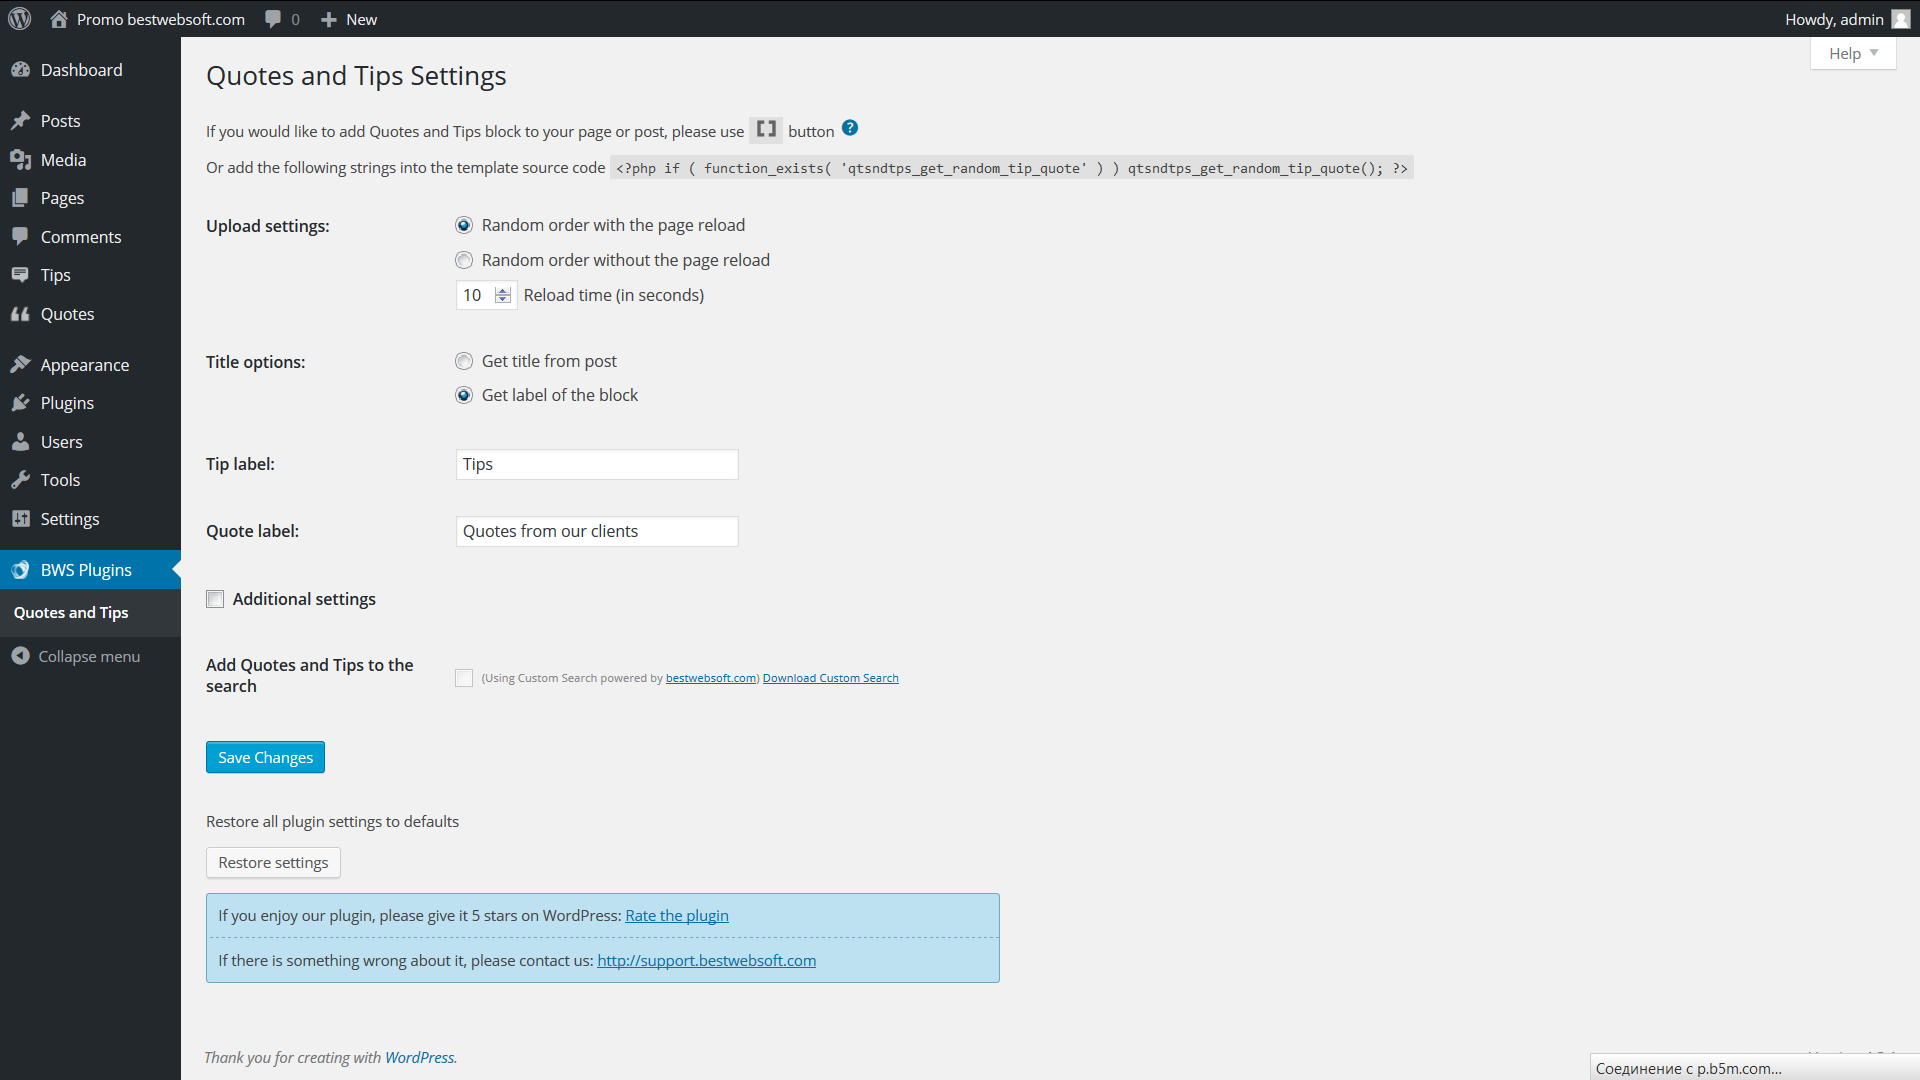 Promo bestwebsoft.com 0 New Howdy, admin
Help
Dashboard
Posts
Media
Pages
Comments
Tips
Quotes
Appearance
Plugins
Users
Tools
Settings
BWS Plugins
Quotes and Tips
Collapse menu
Quotes and Tips Settings
If you would like to add Quotes and Tips block to your page or post, please use [] button ?
Or add the following strings into the template source code <?php if ( function_exists( 'qtsndtps_get_random_tip_quote' ) ) qtsndtps_get_random_tip_quote(); ?>
Upload settings:
Random order with the page reload
Random order without the page reload
10 Reload time (in seconds)
Title options:
Get title from post
Get label of the block
Tip label: Tips
Quote label: Quotes from our clients
Additional settings
Add Quotes and Tips to the
search
(Using Custom Search powered by bestwebsoft.com) Download Custom Search
Save Changes
Restore all plugin settings to defaults
Restore settings
If you enjoy our plugin, please give it 5 stars on WordPress: Rate the plugin
If there is something wrong about it, please contact us: http://support.bestwebsoft.com
Thank you for creating with WordPress.
Соединение с p.b5m.com...